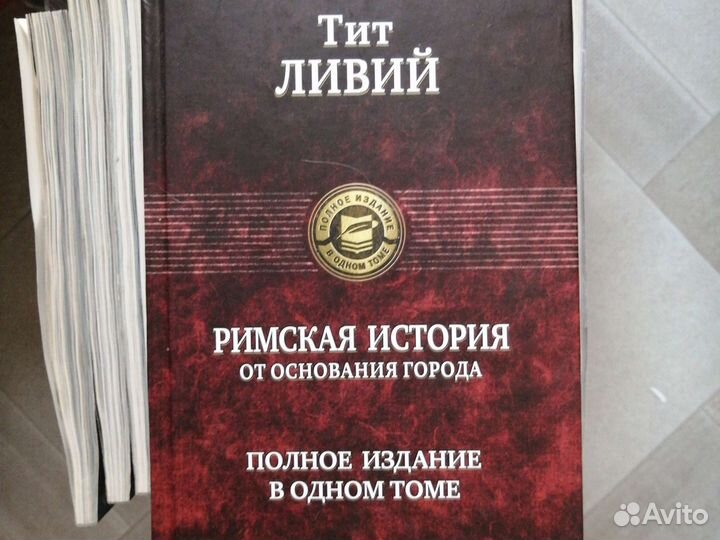 Тит
ЛИВИЙ
ПОЛНОЕ ИЗДАНИЕ
В ОДНОМ ТОМЕ
РИМСКАЯ ИСТОРИЯ
ОТ ОСНОВАНИЯ ГОРОДА
ПОЛНОЕ ИЗДАНИЕ
В ОДНОМ ТОМЕ
Avito